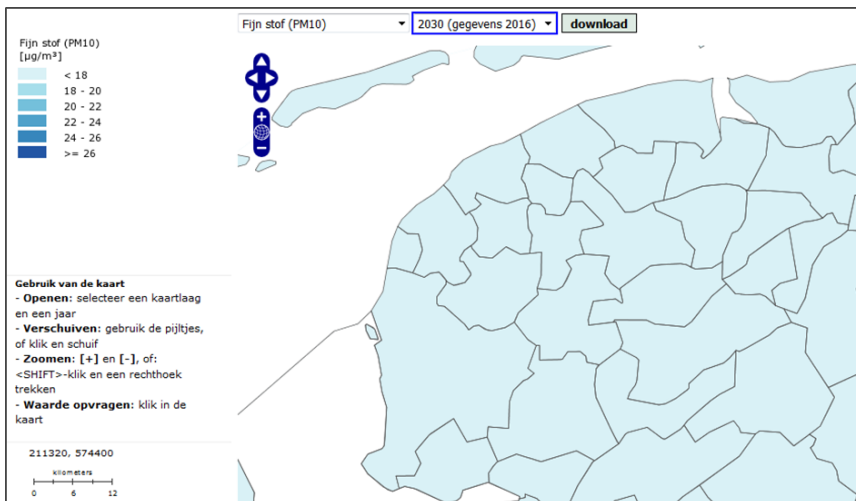 Fijn stof (PM10)
2030 (gegevens 2016)
download
Fijn stof (PM10)
[µg/m³]
< 18
18 - 20
20 - 22
22 - 24
24 - 26
>= 26
Gebruik van de kaart
- Openen: selecteer een kaartlaag
en een jaar
- Verschuiven: gebruik de pijltjes,
of klik en schuif
- Zoomen: [+] en [-], of:
<SHIFT>-klik en een rechthoek
trekken
- Waarde opvragen: klik in de
kaart
211320, 574400
kilometers
0 6 12